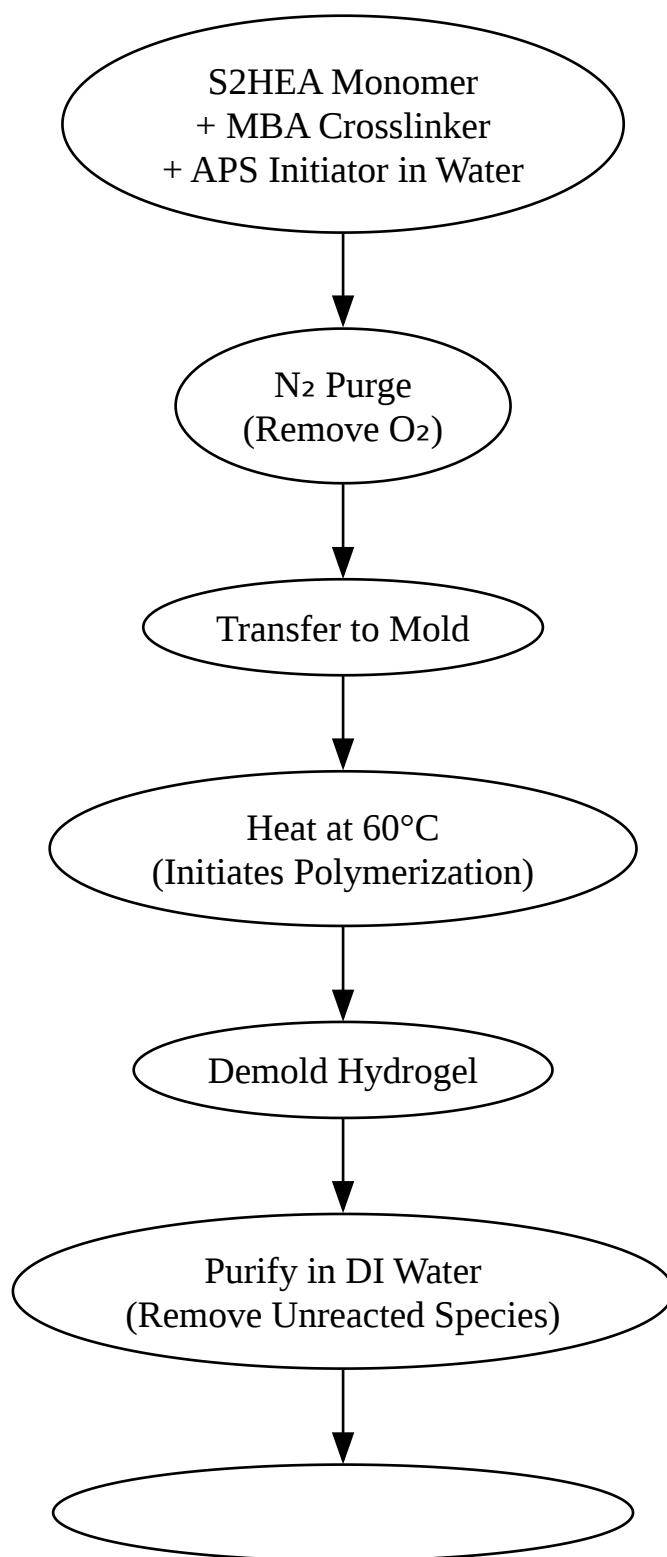 S2HEA Monomer
+ MBA Crosslinker
+ APS Initiator in Water
N₂ Purge
(Remove O₂)
Transfer to Mold
Heat at 60°C
(Initiates Polymerization)
Demold Hydrogel
Purify in DI Water
(Remove Unreacted Species)